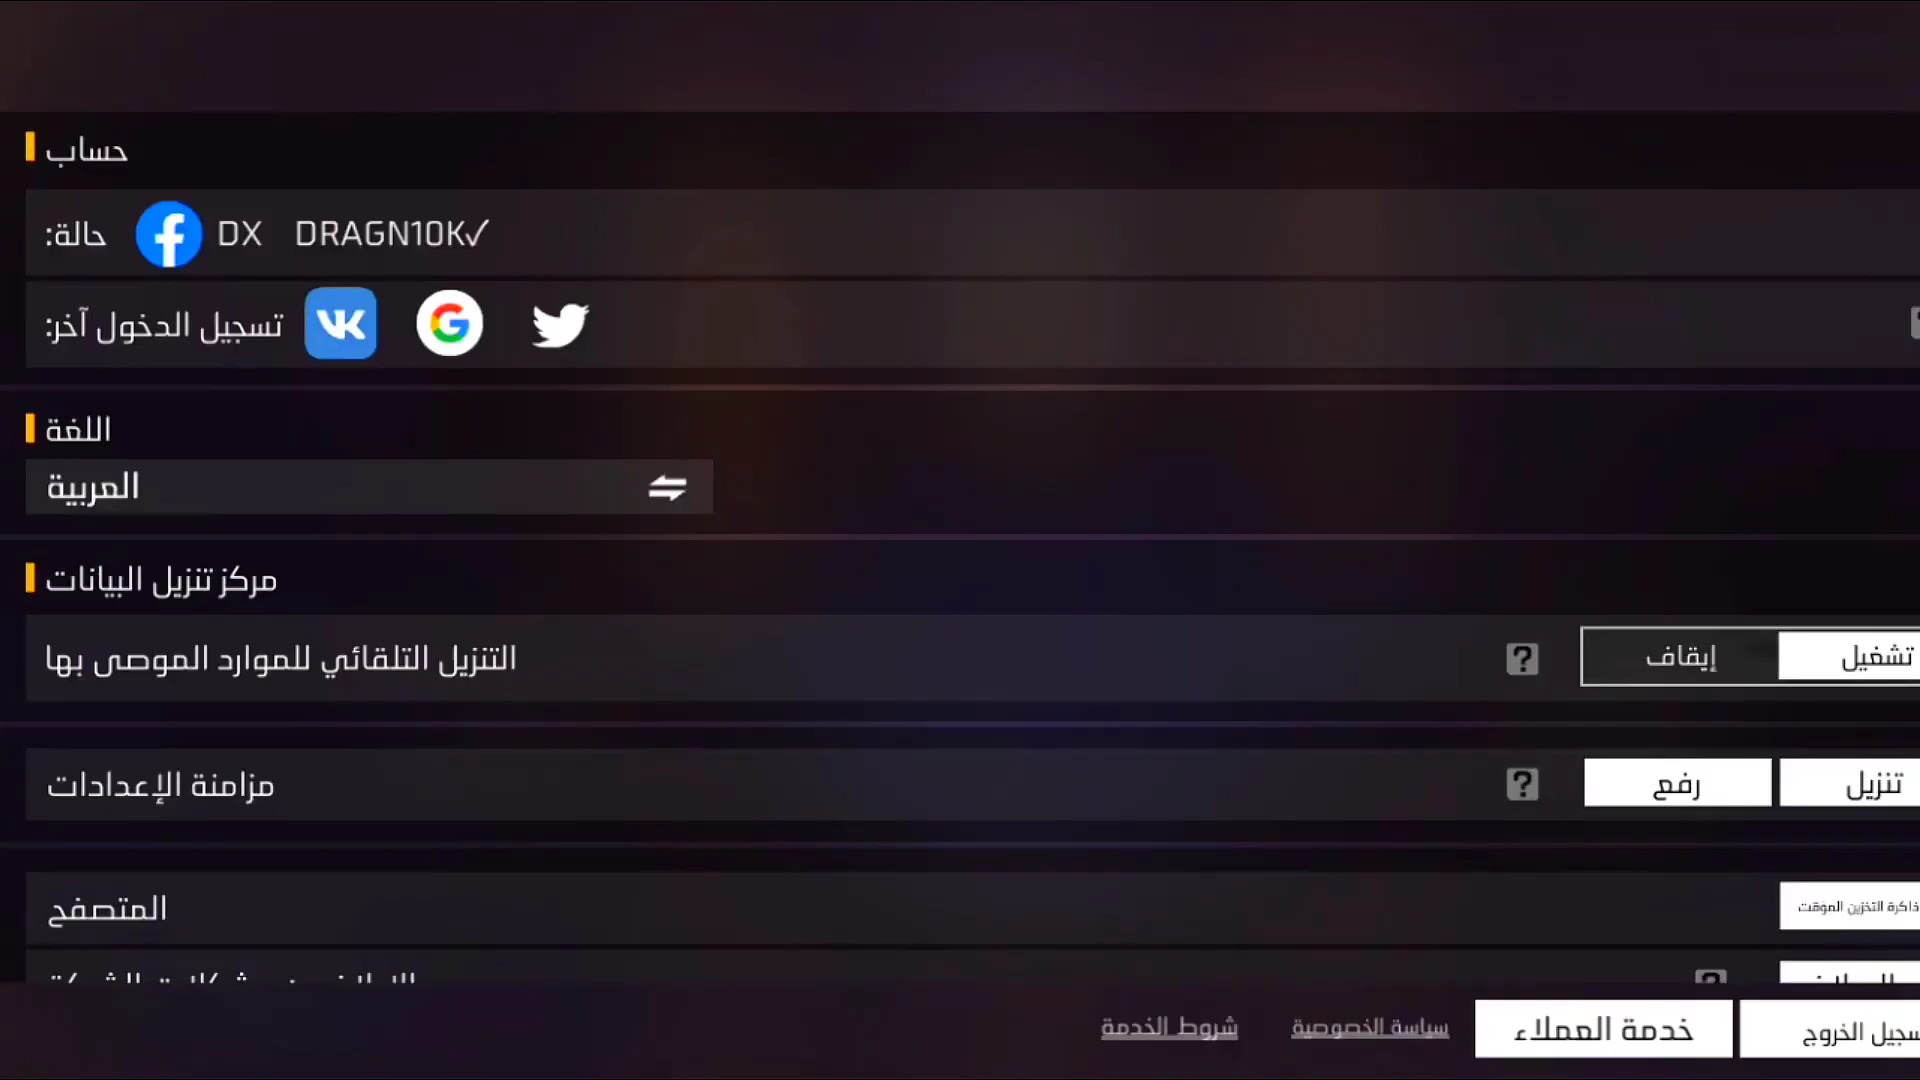 حساب
حالة: DX DRAGN10K✓
تسجيل الدخول آخر:
اللغة
العربية
مركز تنزيل البيانات
التنزيل التلقائي للموارد الموصى بها ? إيقاف تشغيل
مزامنة الإعدادات ? رفع تنزيل
المتصفح ذاكرة التخزين المؤقت
شروط الخدمة سياسة الخصوصية خدمة العملاء الخروج